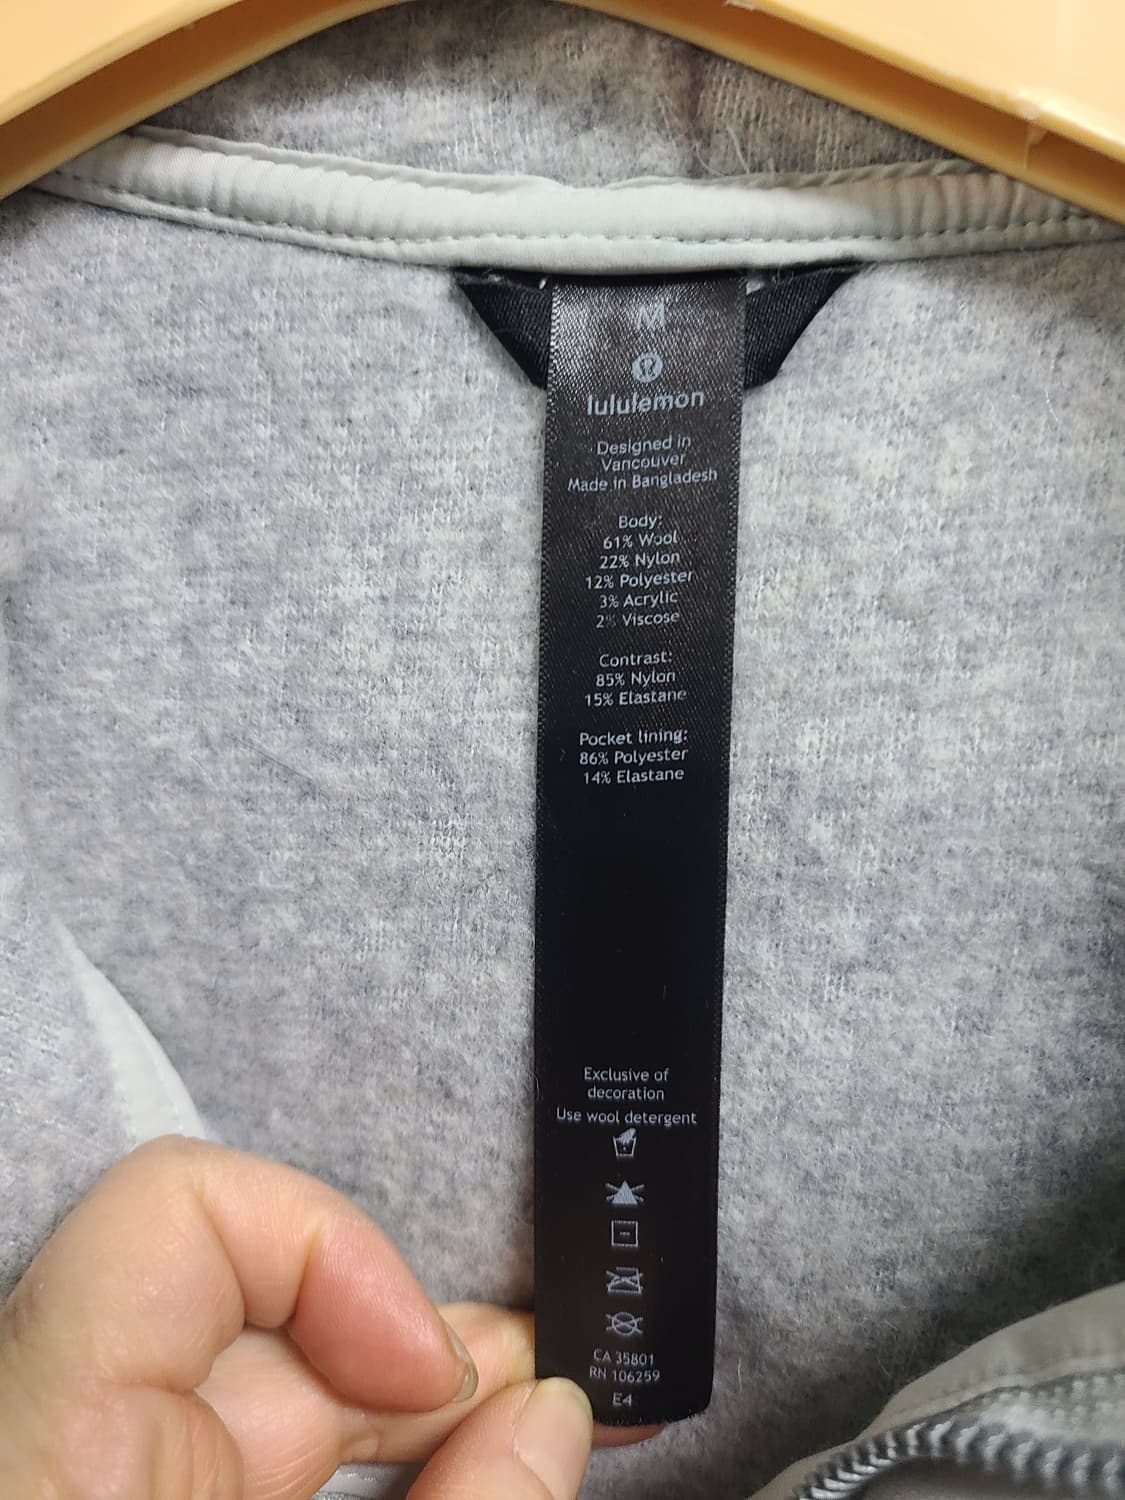 M
lululemon
Designed in
Vancouver
Made in Bangladesh
Body:
61% Wool
22% Nylon
12% Polyester
3% Acrylic
2% Viscose
Contrast:
85% Nylon
15% Elastane
Pocket lining:
86% Polyester
14% Elastane
Exclusive of
decoration
Use wool detergent
CA 35801
RN 106259
E4